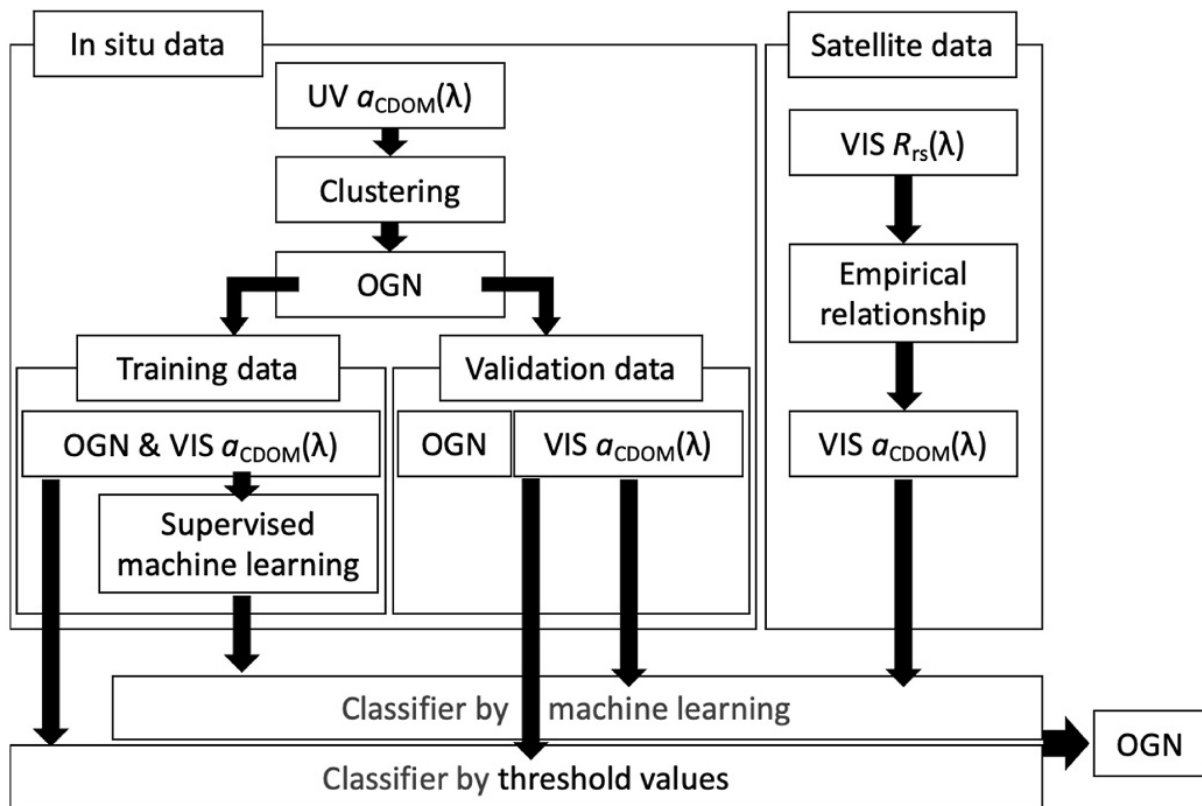 In situ data
Satellite data
UV aCDOM(λ)
Clustering
OGN
Training data
Validation data
OGN & VIS aCDOM(λ)
Supervised
machine learning
OGN
VIS aCDOM(λ)
VIS Rrs(λ)
Empirical
relationship
VIS aCDOM(λ)
Classifier by machine learning
Classifier by threshold values
OGN